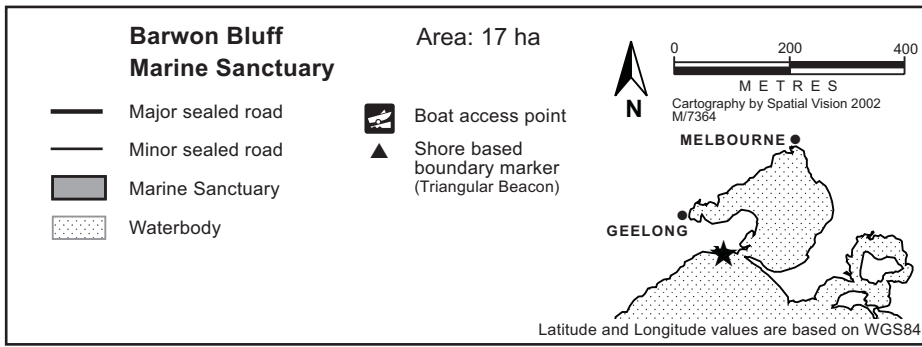 Barwon Bluff
Marine Sanctuary
Major sealed road
Minor sealed road
Marine Sanctuary
Waterbody
Area: 17 ha
Boat access point
Shore based
boundary marker
(Triangular Beacon)
N
0 200 400
METRES
Cartography by Spatial Vision 2002
M/7364
MELBOURNE
GEELONG
Latitude and Longitude values are based on WGS84